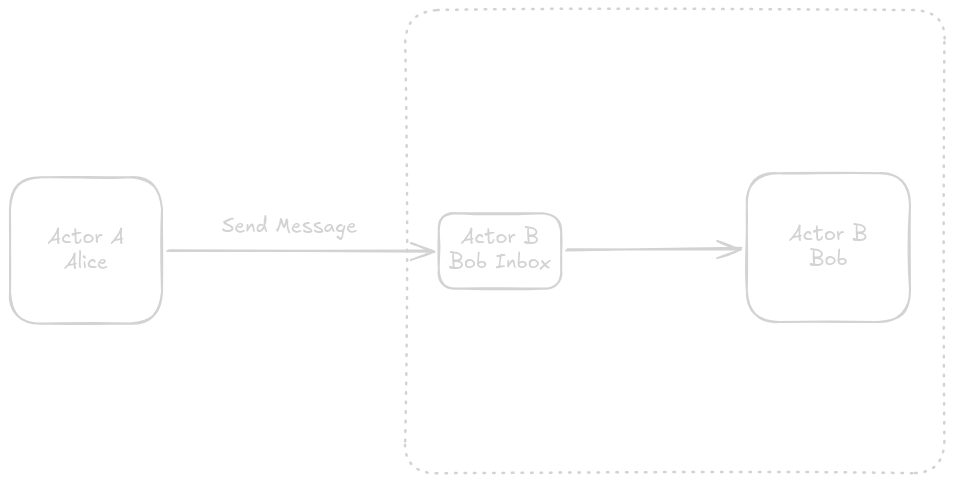 Actor A
Alice
Send Message
Actor B
Bob Inbox
Actor B
Bob